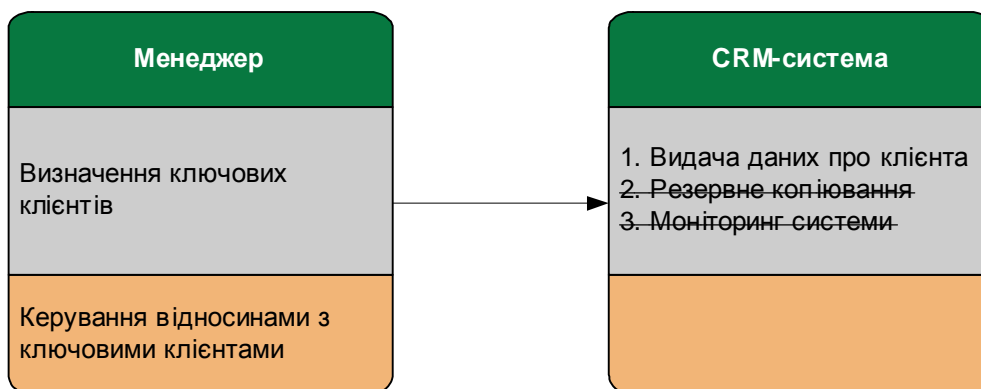 Менеджер
CRM-система
Визначення ключових
клієнтів
1. Видача даних про клієнта
2. Резервне копіювання
3. Моніторинг системи
Керування відносинами з
ключовими клієнтами